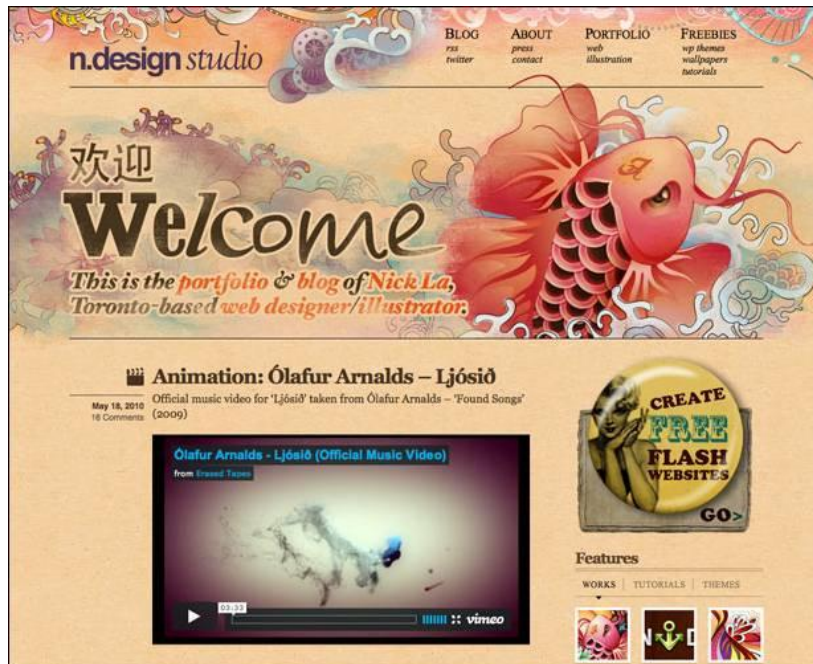 n.design studio
BLOG
rss
twitter
ABOUT
press
contact
PORTFOLIO
web
illustration
FREEBIES
wp themes
wallpapers
tutorials
欢迎
Welcome
This is the portfolio & blog of Nick La,
Toronto-based web designer/illustrator.
Animation: Ólafur Arnalds – Ljósið
May 18, 2010
16 Comments
Official music video for 'Ljósið' taken from Ólafur Arnalds – 'Found Songs'
(2009)
Ólafur Arnalds - Ljósið (Official Music Video)
from Erased Tapes
03:33
vimeo
CREATE
FREE
FLASH
WEBSITES
GO>
Features
WORKS
TUTORIALS
THEMES
N D